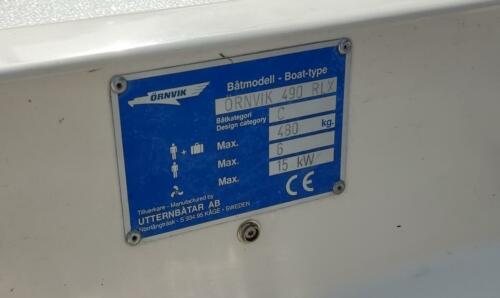 ÖRNVIK
Båtmodell - Boat-type
ÖRNVIK 490 RLX
Båtkategori
Design category
C
Max. 480 kg.
Max. 6
Max. 15 kW
CE
Tillverkare - Manufactured by
UTTERNBÅTAR AB
Norrlångträsk - S 934 95 KÅGE - SWEDEN